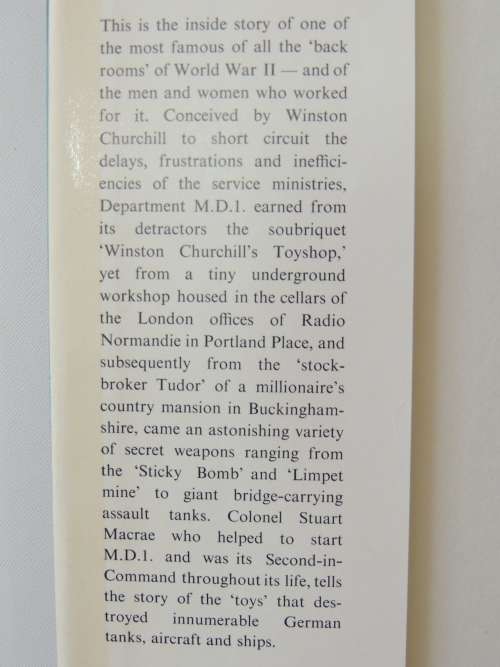 This is the inside story of one of
the most famous of all the ‘back
rooms’ of World War II — and of
the men and women who worked
for it. Conceived by Winston
Churchill to short circuit the
delays, frustrations and ineffici-
encies of the service ministries,
Department M.D.1. earned from
its detractors the soubriquet
‘Winston Churchill’s Toyshop,’
yet from a tiny underground
workshop housed in the cellars of
the London offices of Radio
Normandie in Portland Place, and
subsequently from the ‘stock-
broker Tudor’ of a millionaire’s
country mansion in Buckingham-
shire, came an astonishing variety
of secret weapons ranging from
the ‘Sticky Bomb’ and ‘Limpet
mine’ to giant bridge-carrying
assault tanks. Colonel Stuart
Macrae who helped to start
M.D.1. and was its Second-in-
Command throughout its life, tells
the story of the ‘toys’ that des-
troyed innumerable German
tanks, aircraft and ships.